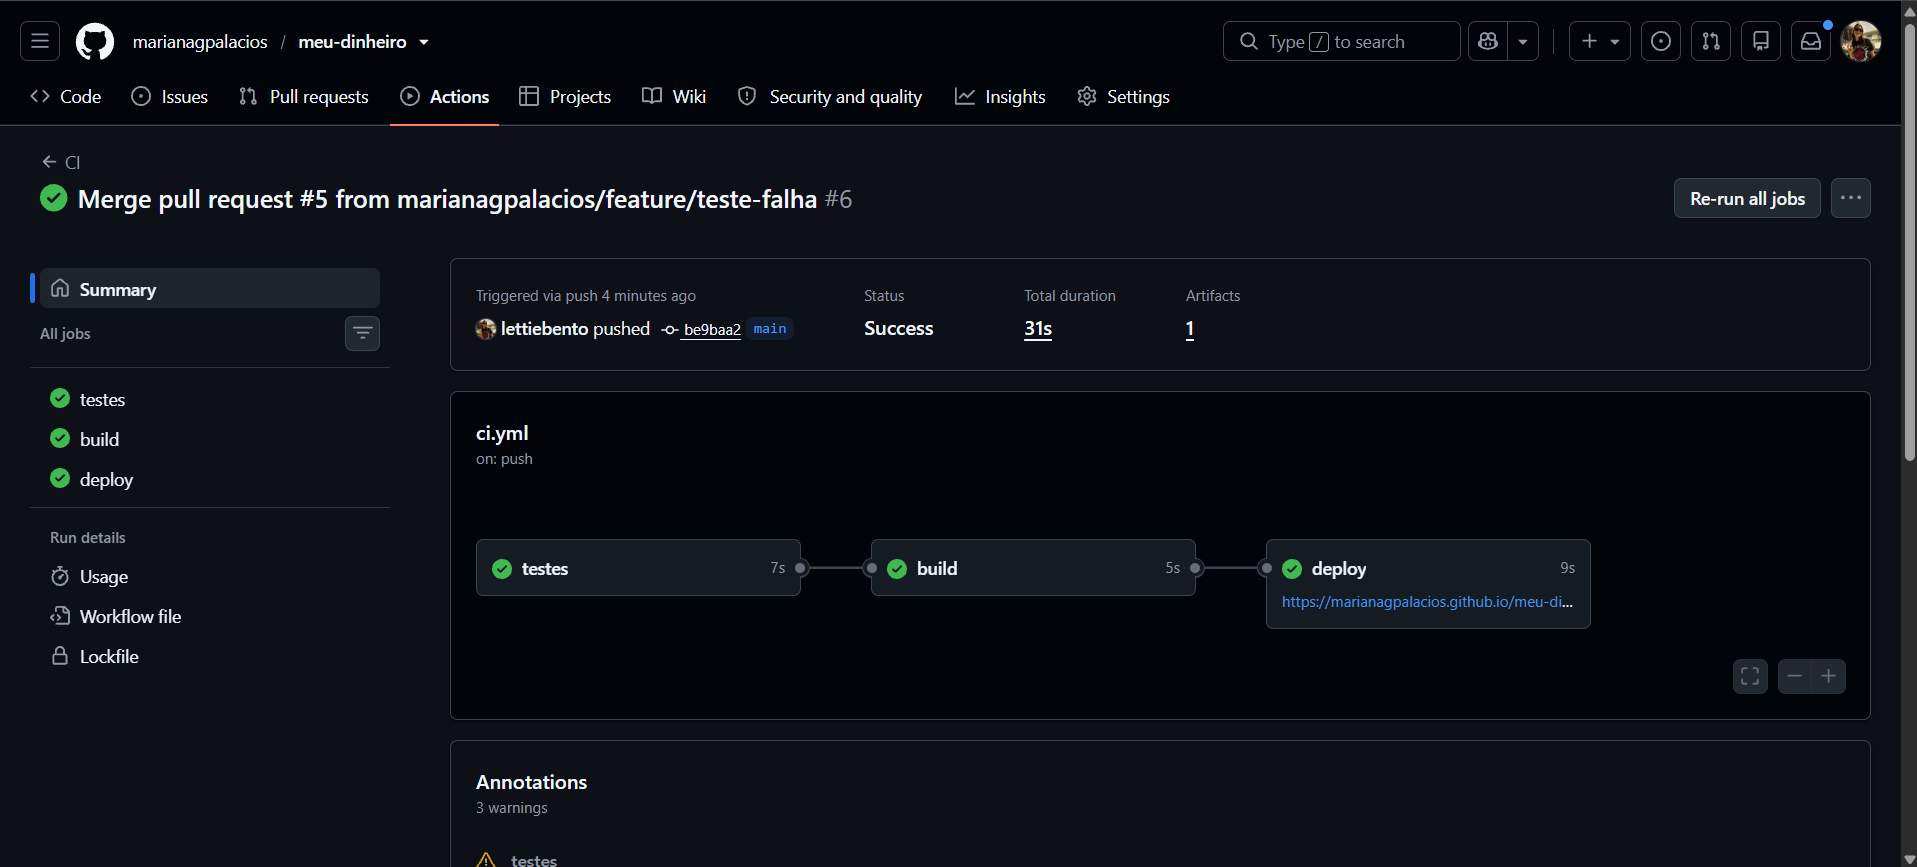 marianagpalacios / meu-dinheiro
Type / to search
Code
Issues
Pull requests
Actions
Projects
Wiki
Security and quality
Insights
Settings
CI
Merge pull request #5 from marianagpalacios/feature/teste-falha #6
Re-run all jobs
Summary
All jobs
testes
build
deploy
Run details
Usage
Workflow file
Lockfile
Triggered via push 4 minutes ago
lettiebento pushed be9baa2 main
Status
Success
Total duration
31s
Artifacts
1
ci.yml
on: push
testes 7s
build 5s
deploy 9s
https://marianagpalacios.github.io/meu-di...
Annotations
3 warnings
testes